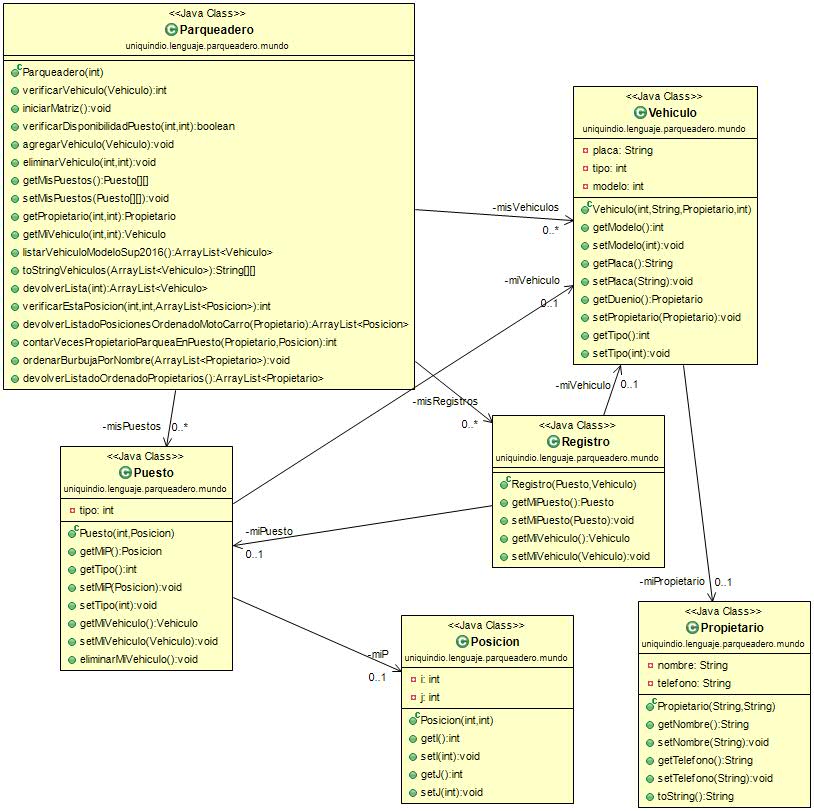 <<Java Class>>
Parqueadero
uniquindio.lenguaje.parqueadero.mundo
Parqueadero(int)
verificarVehiculo(Vehiculo):int
iniciarMatriz():void
verificarDisponibilidadPuesto(int,int):boolean
agregarVehiculo(Vehiculo):void
eliminarVehiculo(int,int):void
getMisPuestos():Puesto[][]
setMisPuestos(Puesto[][]):void
getPropietario(int,int):Propietario
getMiVehiculo(int,int):Vehiculo
listarVehiculoModeloSup2016():ArrayList<Vehiculo>
toStringVehiculos(ArrayList<Vehiculo>):String[][]
devolverLista(int):ArrayList<Vehiculo>
verificarEstaPosicion(int,int,ArrayList<Posicion>):int
devolverListadoPosicionesOrdenadoMotoCarro(Propietario):ArrayList<Posicion>
contarVecesPropietarioParqueaEnPuesto(Propietario,Posicion):int
ordenarBurbujaPorNombre(ArrayList<Propietario>):void
devolverListadoOrdenadoPropietarios():ArrayList<Propietario>
<<Java Class>>
Vehiculo
uniquindio.lenguaje.parqueadero.mundo
placa: String
tipo: int
modelo: int
Vehiculo(int,String,Propietario,int)
getModelo():int
setModelo(int):void
getPlaca():String
setPlaca(String):void
getDuenio():Propietario
setPropietario(Propietario):void
getTipo():int
setTipo(int):void
-misVehiculos
0..*
-miVehiculo
0..1
-miVehiculo
0..1
-misRegistros
0..*
-misPuestos
0..*
<<Java Class>>
Registro
uniquindio.lenguaje.parqueadero.mundo
Registro(Puesto,Vehiculo)
getMiPuesto():Puesto
setMiPuesto(Puesto):void
getMiVehiculo():Vehiculo
setMiVehiculo(Vehiculo):void
<<Java Class>>
Puesto
uniquindio.lenguaje.parqueadero.mundo
tipo: int
Puesto(int,Posicion)
getMiP():Posicion
getTipo():int
setMiP(Posicion):void
setTipo(int):void
getMiVehiculo():Vehiculo
setMiVehiculo(Vehiculo):void
eliminarMiVehiculo():void
-miPuesto
0..1
-miP
0..1
-miPropietario
0..1
<<Java Class>>
Posicion
uniquindio.lenguaje.parqueadero.mundo
i: int
j: int
Posicion(int,int)
getI():int
setI(int):void
getJ():int
setJ(int):void
<<Java Class>>
Propietario
uniquindio.lenguaje.parqueadero.mundo
nombre: String
telefono: String
Propietario(String,String)
getNombre():String
setNombre(String):void
getTelefono():String
setTelefono(String):void
toString():String